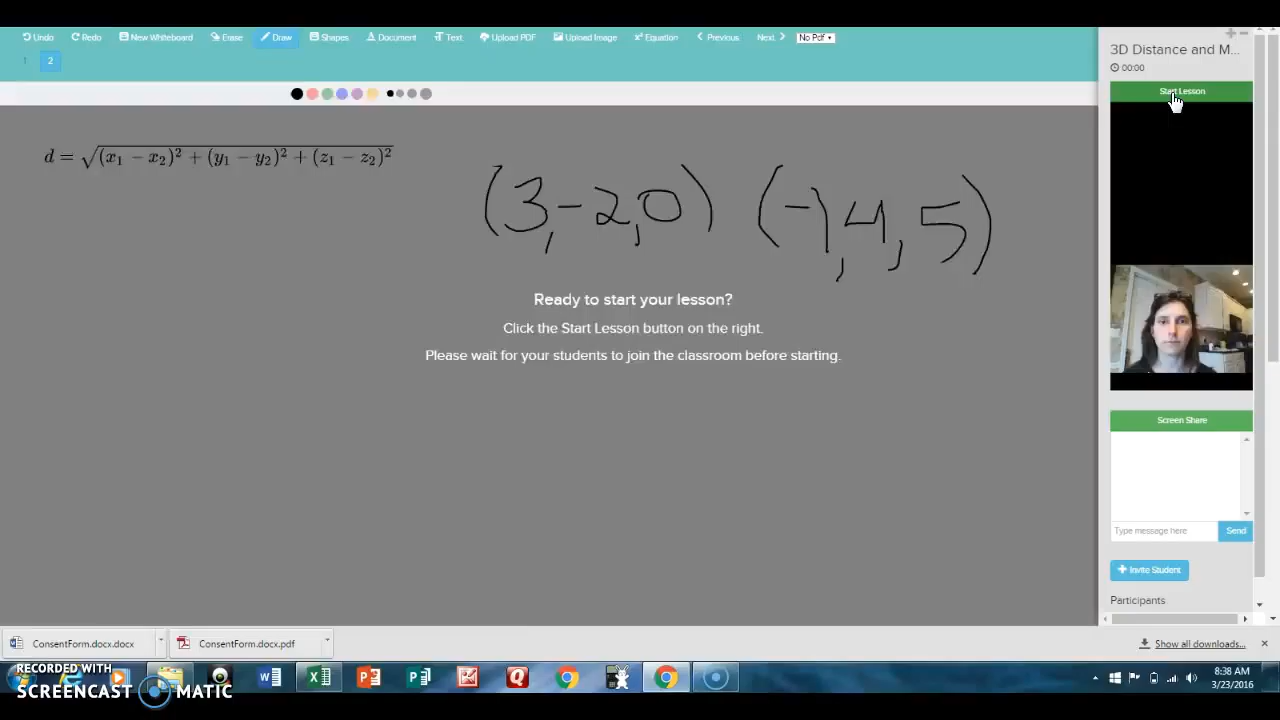 Undo Redo New Whiteboard Erase Draw Shapes Document Text Upload PDF Upload Image x² Equation Previous Next No Pdf
1 2
3D Distance and M...
00:00
Start Lesson
d = √(x₁ − x₂)² + (y₁ − y₂)² + (z₁ − z₂)²
(3,-2,0) (-1,4,5)
Ready to start your lesson?
Click the Start Lesson button on the right.
Please wait for your students to join the classroom before starting.
Screen Share
Type message here Send
+ Invite Student
Participants
ConsentForm.docx.docx ConsentForm.docx.pdf Show all downloads...
RECORDED WITH
SCREENCAST MATIC
8:38 AM
3/23/2016